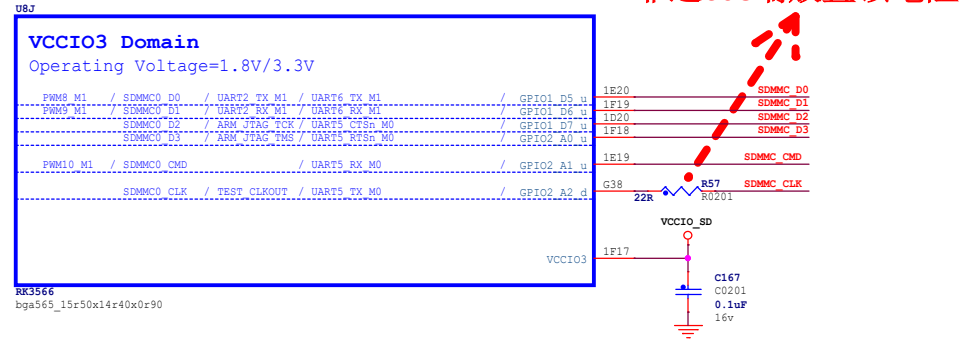 U8J
VCCIO3 Domain
Operating Voltage=1.8V/3.3V
PWM8_M1 / SDMMC0_D0 / UART2_TX_M1 / UART6_TX_M1 / GPIO1_D5_u 1E20 SDMMC_D0
PWM9_M1 / SDMMC0_D1 / UART2_RX_M1 / UART6_RX_M1 / GPIO1_D6_u 1F19 SDMMC_D1
SDMMC0_D2 / ARM_JTAG_TCK / UART5_CTSn_M0 / GPIO1_D7_u 1D20 SDMMC_D2
SDMMC0_D3 / ARM_JTAG_TMS / UART5_RTSn_M0 / GPIO2_A0_u 1F18 SDMMC_D3
PWM10_M1 / SDMMC0_CMD / UART5_RX_M0 / GPIO2_A1_u 1E19 SDMMC_CMD
SDMMC0_CLK / TEST_CLKOUT / UART5_TX_M0 / GPIO2_A2_d G38 R57 SDMMC_CLK
22R R0201
VCCIO_SD
VCCIO3 1F17
C167
C0201
0.1uF
16v
RK3566
bga565_15r50x14r40x0r90